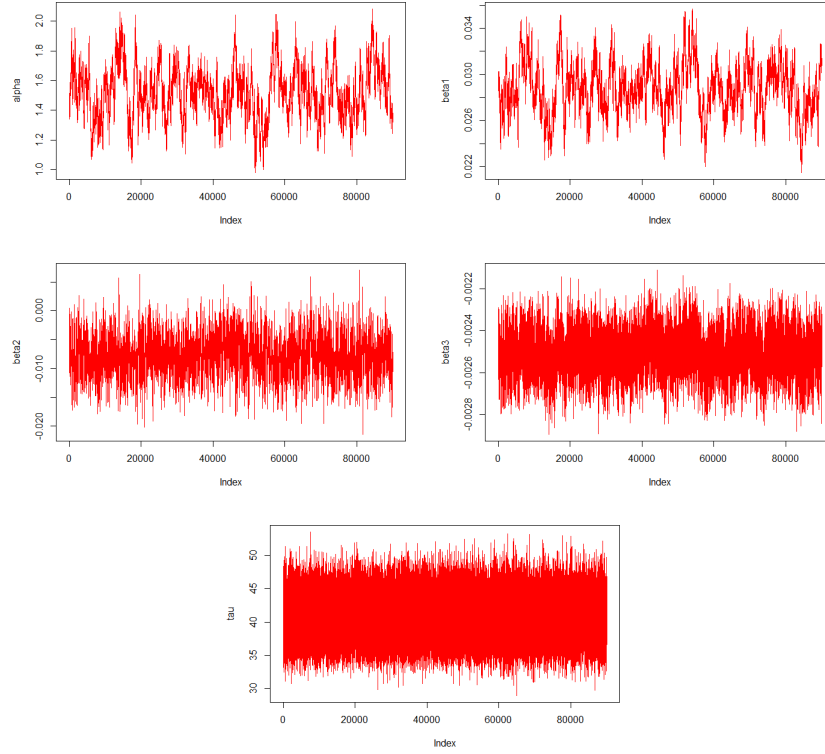 alpha
1.0 1.2 1.4 1.6 1.8 2.0
0 20000 40000 60000 80000
Index
beta1
0.022 0.026 0.030 0.034
0 20000 40000 60000 80000
Index
beta2
-0.020 -0.010 0.000
0 20000 40000 60000 80000
Index
beta3
-0.0028 -0.0026 -0.0024 -0.0022
0 20000 40000 60000 80000
Index
tau
30 35 40 45 50
0 20000 40000 60000 80000
Index